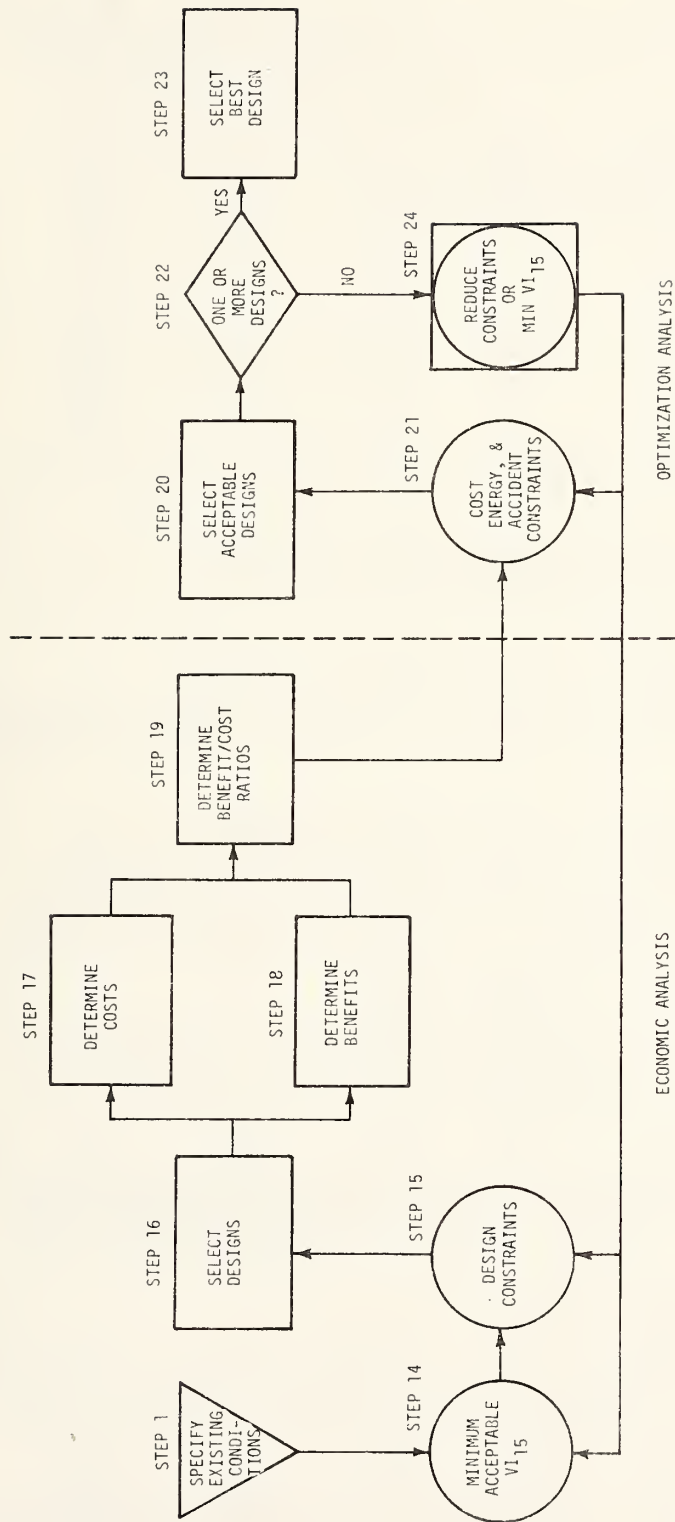 STEP 1
SPECIFY
EXISTING
CONDI-
TIONS
STEP 14
MINIMUM
ACCEPTABLE
VI15
STEP 15
DESIGN
CONSTRAINTS
STEP 16
SELECT
DESIGNS
STEP 17
DETERMINE
COSTS
STEP 18
DETERMINE
BENEFITS
STEP 19
DETERMINE
BENEFIT/COST
RATIOS
ECONOMIC ANALYSIS
STEP 20
SELECT
ACCEPTABLE
DESIGNS
STEP 21
COST
ENERGY, &
ACCIDENT
CONSTRAINTS
STEP 22
ONE OR
MORE
DESIGNS
?
YES
NO
STEP 23
SELECT
BEST
DESIGN
STEP 24
REDUCE
CONSTRAINTS
OR
MIN VI15
OPTIMIZATION ANALYSIS